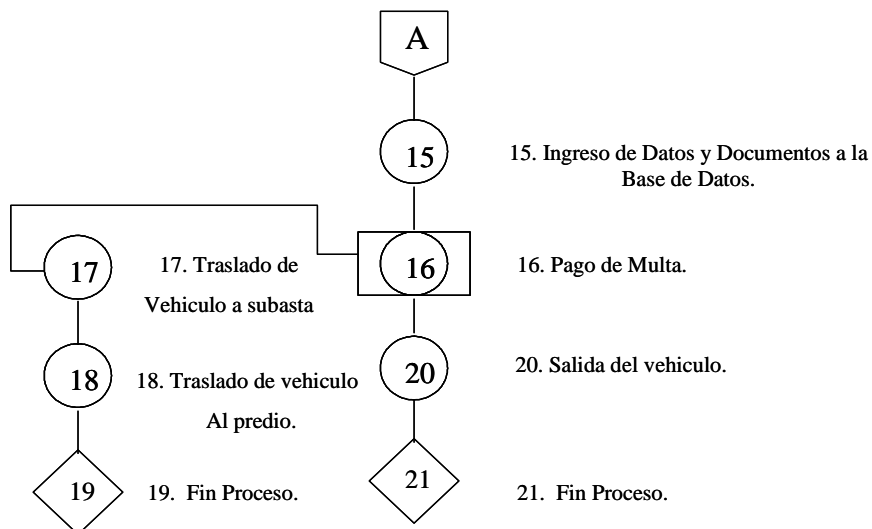 A
15
15. Ingreso de Datos y Documentos a la
Base de Datos.
17
17. Traslado de
Vehiculo a subasta
16
16. Pago de Multa.
18
18. Traslado de vehiculo
Al predio.
20
20. Salida del vehiculo.
19
19. Fin Proceso.
21
21. Fin Proceso.